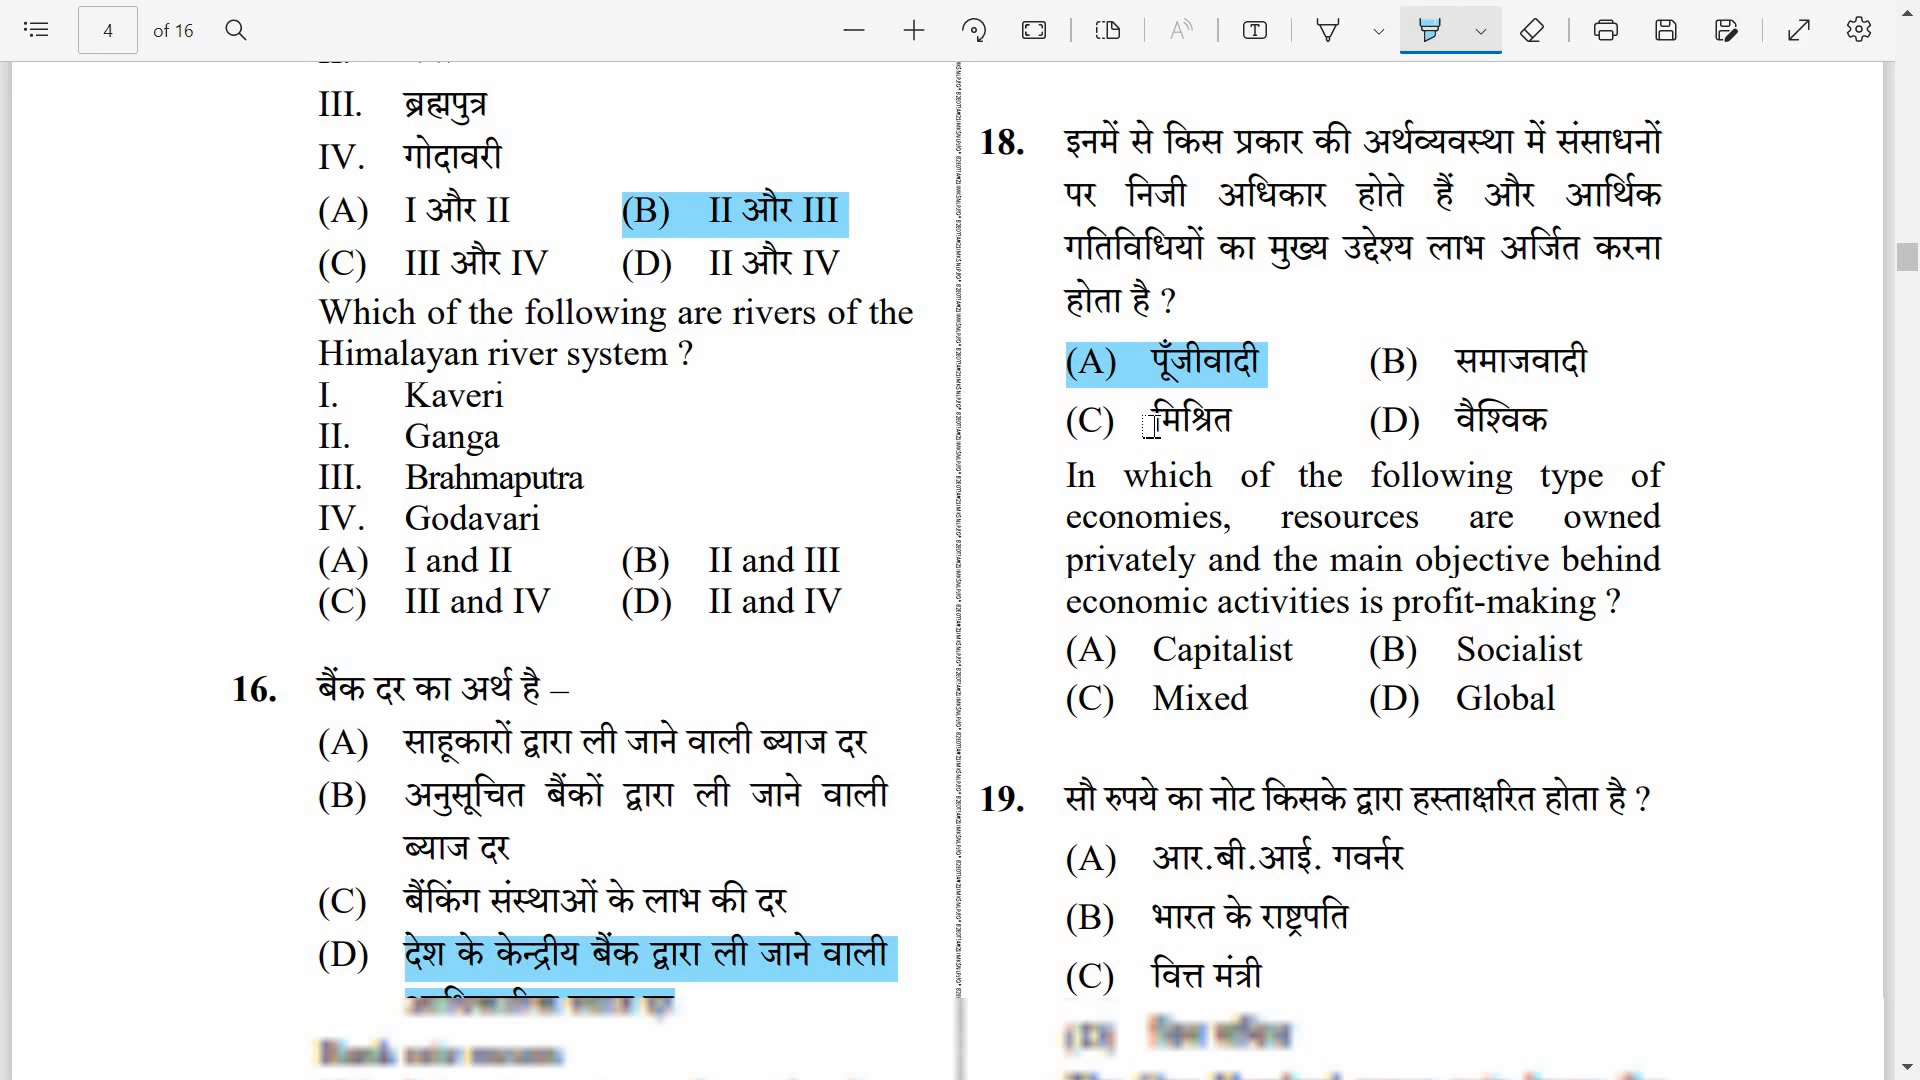 4 of 16
III. ब्रह्मपुत्र
IV. गोदावरी
(A) I और II (B) II और III
(C) III और IV (D) II और IV
Which of the following are rivers of the
Himalayan river system ?
I. Kaveri
II. Ganga
III. Brahmaputra
IV. Godavari
(A) I and II (B) II and III
(C) III and IV (D) II and IV
16. बैंक दर का अर्थ है –
(A) साहूकारों द्वारा ली जाने वाली ब्याज दर
(B) अनुसूचित बैंकों द्वारा ली जाने वाली
ब्याज दर
(C) बैंकिंग संस्थाओं के लाभ की दर
(D) देश के केन्द्रीय बैंक द्वारा ली जाने वाली
Bank rate means
18. इनमें से किस प्रकार की अर्थव्यवस्था में संसाधनों
पर निजी अधिकार होते हैं और आर्थिक
गतिविधियों का मुख्य उद्देश्य लाभ अर्जित करना
होता है ?
(A) पूँजीवादी (B) समाजवादी
(C) मिश्रित (D) वैश्विक
In which of the following type of
economies, resources are owned
privately and the main objective behind
economic activities is profit-making ?
(A) Capitalist (B) Socialist
(C) Mixed (D) Global
19. सौ रुपये का नोट किसके द्वारा हस्ताक्षरित होता है ?
(A) आर.बी.आई. गवर्नर
(B) भारत के राष्ट्रपति
(C) वित्त मंत्री
(D) वित्त सचिव